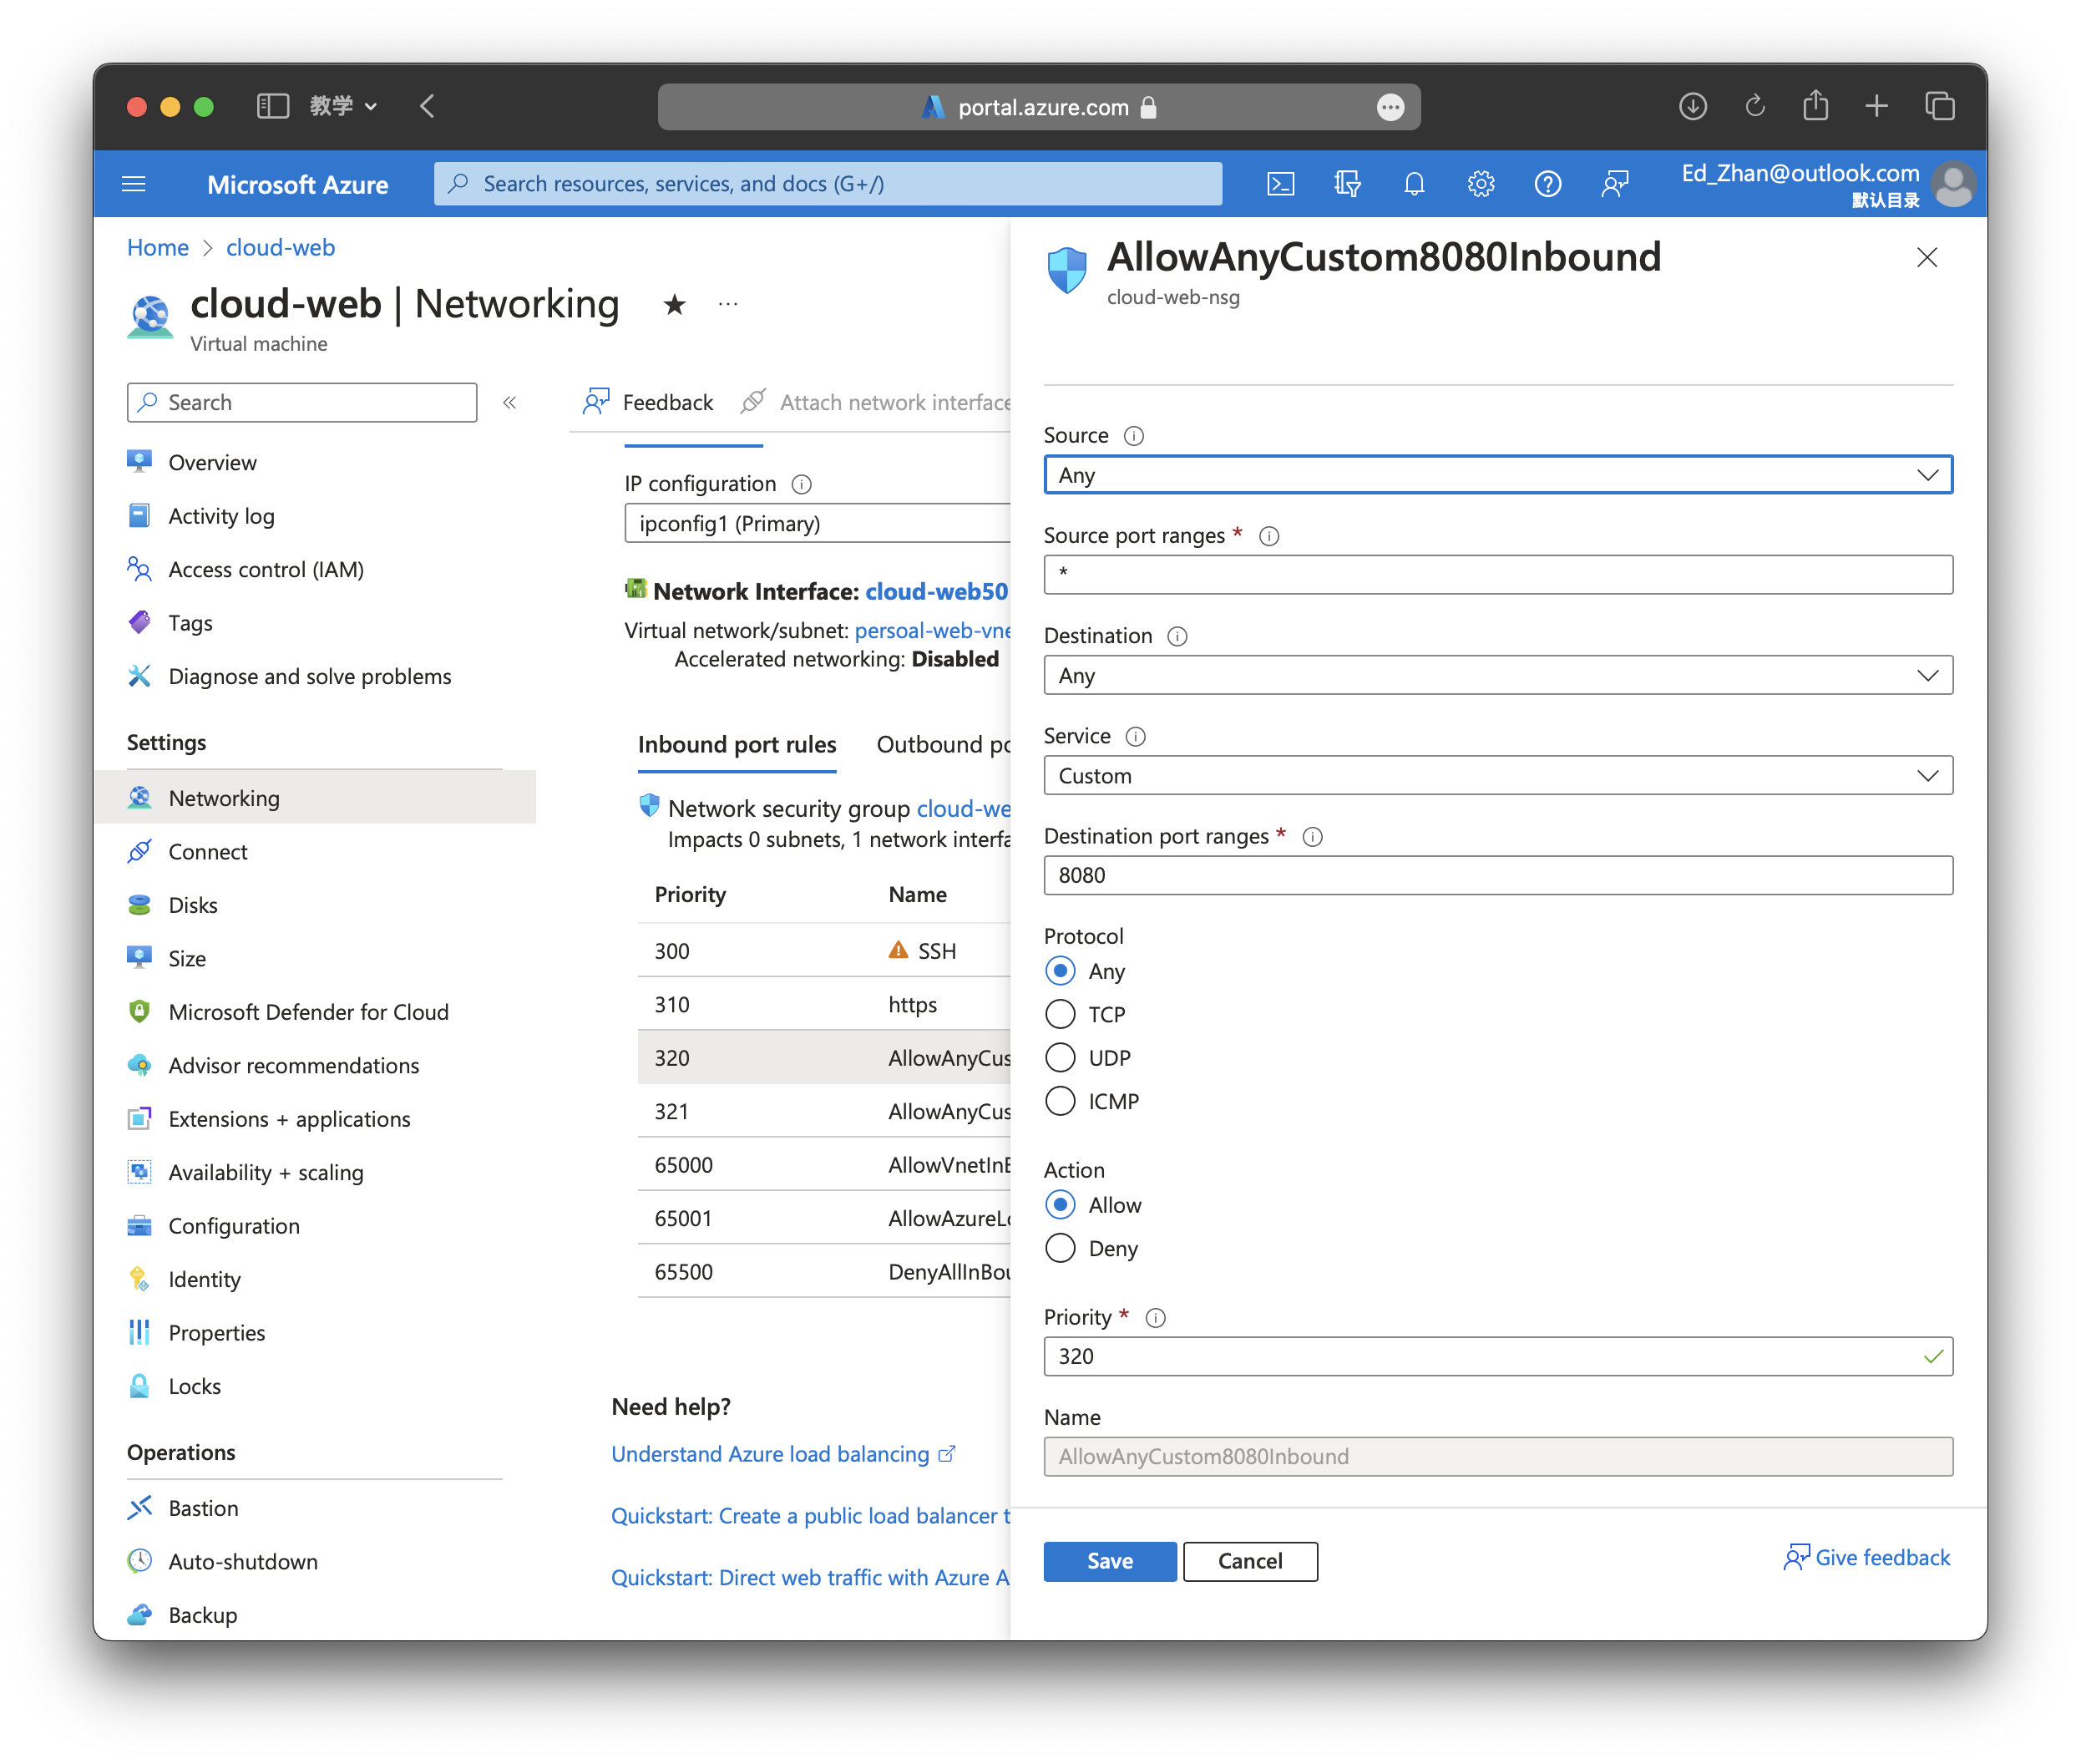 教学
portal.azure.com
Microsoft Azure
Search resources, services, and docs (G+/)
Ed_Zhan@outlook.com
默认目录
Home > cloud-web
cloud-web | Networking
Virtual machine
Search
Overview
Activity log
Access control (IAM)
Tags
Diagnose and solve problems
Settings
Networking
Connect
Disks
Size
Microsoft Defender for Cloud
Advisor recommendations
Extensions + applications
Availability + scaling
Configuration
Identity
Properties
Locks
Operations
Bastion
Auto-shutdown
Backup
Feedback
Attach network interface
IP configuration
ipconfig1 (Primary)
Network Interface: cloud-web50
Virtual network/subnet: persoal-web-vne
Accelerated networking: Disabled
Inbound port rules
Outbound po
Network security group cloud-we
Impacts 0 subnets, 1 network interfa
Priority Name
300 SSH
310 https
320 AllowAnyCus
321 AllowAnyCus
65000 AllowVnetInB
65001 AllowAzureLo
65500 DenyAllInBou
Need help?
Understand Azure load balancing
Quickstart: Create a public load balancer t
Quickstart: Direct web traffic with Azure A
AllowAnyCustom8080Inbound
cloud-web-nsg
Source
Any
Source port ranges *
*
Destination
Any
Service
Custom
Destination port ranges *
8080
Protocol
Any
TCP
UDP
ICMP
Action
Allow
Deny
Priority *
320
Name
AllowAnyCustom8080Inbound
Save
Cancel
Give feedback